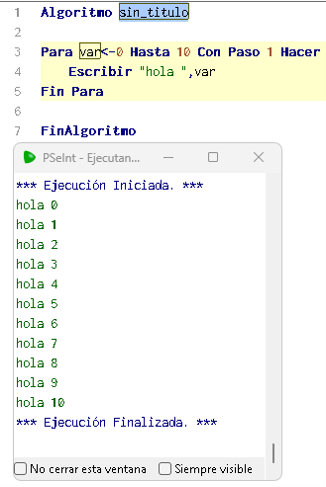 1 Algoritmo sin_titulo
2
3 Para var<-0 Hasta 10 Con Paso 1 Hacer
4 Escribir "hola ",var
5 Fin Para
6
7 FinAlgoritmo
PSeInt - Ejecutan...
*** Ejecución Iniciada. ***
hola 0
hola 1
hola 2
hola 3
hola 4
hola 5
hola 6
hola 7
hola 8
hola 9
hola 10
*** Ejecución Finalizada. ***
No cerrar esta ventana Siempre visible